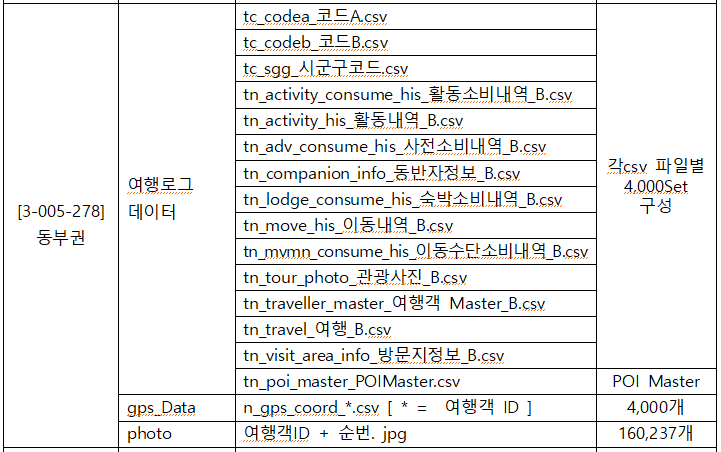 tc_codea_코드A.csv
tc_codeb_코드B.csv
tc_sgg_시군구코드.csv
tn_activity_consume_his_활동소비내역_B.csv
tn_activity_his_활동내역_B.csv
tn_adv_consume_his_사전소비내역_B.csv
tn_companion_info_동반자정보_B.csv
tn_lodge_consume_his_숙박소비내역_B.csv
tn_move_his_이동내역_B.csv
tn_mvmn_consume_his_이동수단소비내역_B.csv
tn_tour_photo_관광사진_B.csv
tn_traveller_master_여행객 Master_B.csv
tn_travel_여행_B.csv
tn_visit_area_info_방문지정보_B.csv
tn_poi_master_POIMaster.csv
[3-005-278]
동부권
여행로그
데이터
각csv 파일별
4,000Set
구성
POI Master
gps_Data
n_gps_coord_*.csv [ * = 여행객 ID ]
4,000개
photo
여행객ID + 순번. jpg
160,237개